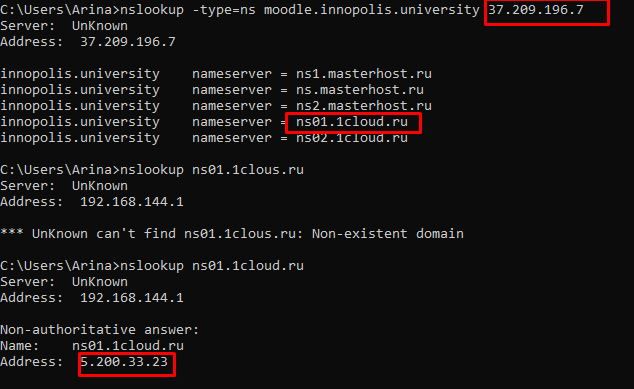 C:\Users\Arina>nslookup -type=ns moodle.innopolis.university 37.209.196.7
Server:  UnKnown
Address:  37.209.196.7
innopolis.university    nameserver = ns1.masterhost.ru
innopolis.university    nameserver = ns.masterhost.ru
innopolis.university    nameserver = ns2.masterhost.ru
innopolis.university    nameserver = ns01.1cloud.ru
innopolis.university    nameserver = ns02.1cloud.ru
C:\Users\Arina>nslookup ns01.1clous.ru
Server:  UnKnown
Address:  192.168.144.1
*** UnKnown can't find ns01.1clous.ru: Non-existent domain
C:\Users\Arina>nslookup ns01.1cloud.ru
Server:  UnKnown
Address:  192.168.144.1
Non-authoritative answer:
Name:    ns01.1cloud.ru
Address:  5.200.33.23